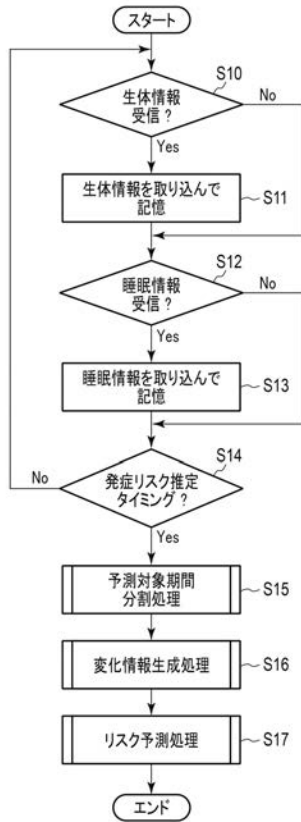 スタート
S10
生体情報
受信?
No
Yes
生体情報を取り込んで
記憶
S11
S12
睡眠情報
受信?
No
Yes
睡眠情報を取り込んで
記憶
S13
S14
発症リスク推定
タイミング?
No
Yes
予測対象期間
分割処理
S15
変化情報生成処理
S16
リスク予測処理
S17
エンド